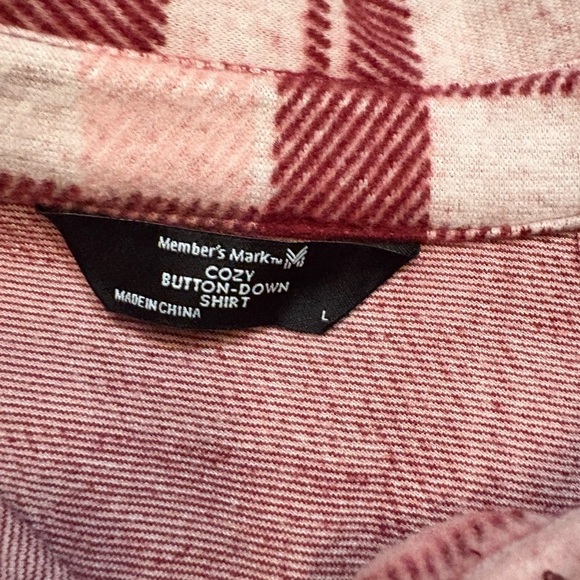 Member's Mark™
COZY
BUTTON-DOWN
SHIRT
MADE IN CHINA
L